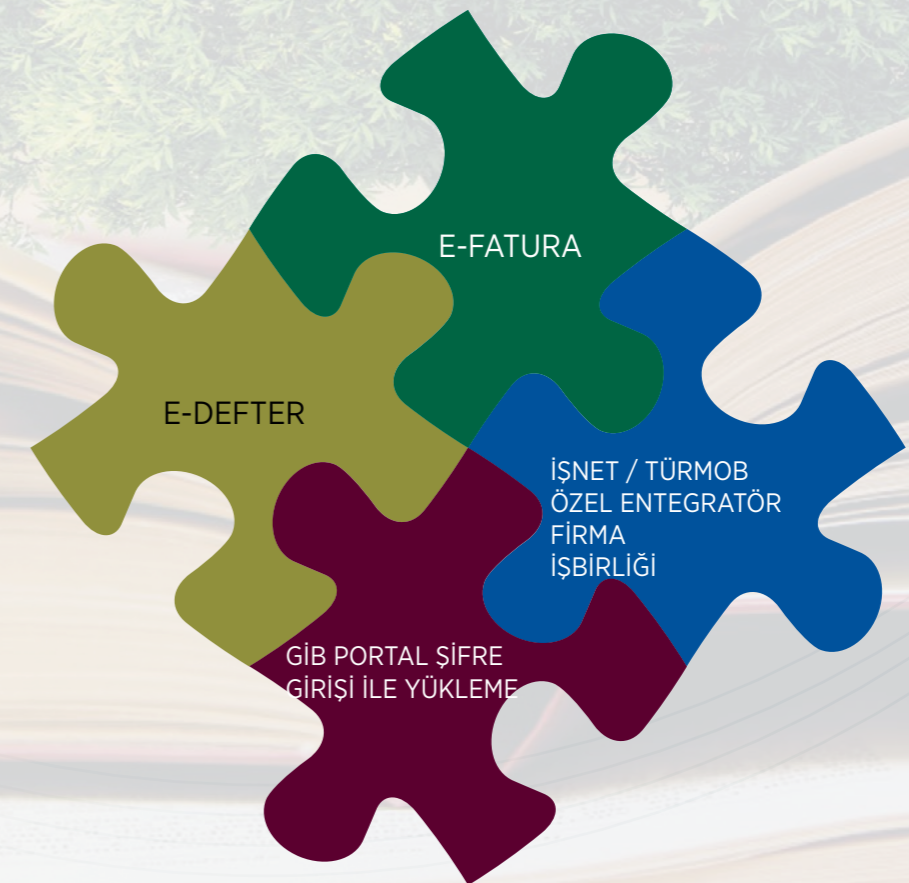 E-FATURA
E-DEFTER
İŞNET / TÜRMOB
ÖZEL ENTEGRATÖR
FİRMA
İŞBİRLİĞİ
GİB PORTAL ŞİFRE
GİRİŞİ İLE YÜKLEME